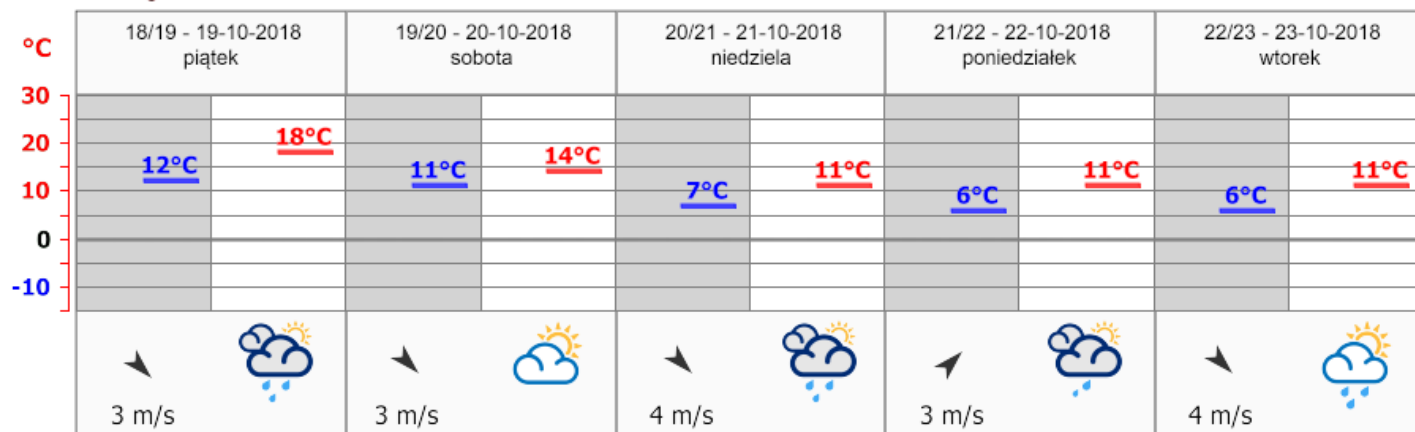 18/19 - 19-10-2018
piątek
19/20 - 20-10-2018
sobota
20/21 - 21-10-2018
niedziela
21/22 - 22-10-2018
poniedziałek
22/23 - 23-10-2018
wtorek
°C
30
20
10
0
-10
12°C
18°C
11°C
14°C
7°C
11°C
6°C
11°C
6°C
11°C
3 m/s
3 m/s
4 m/s
3 m/s
4 m/s